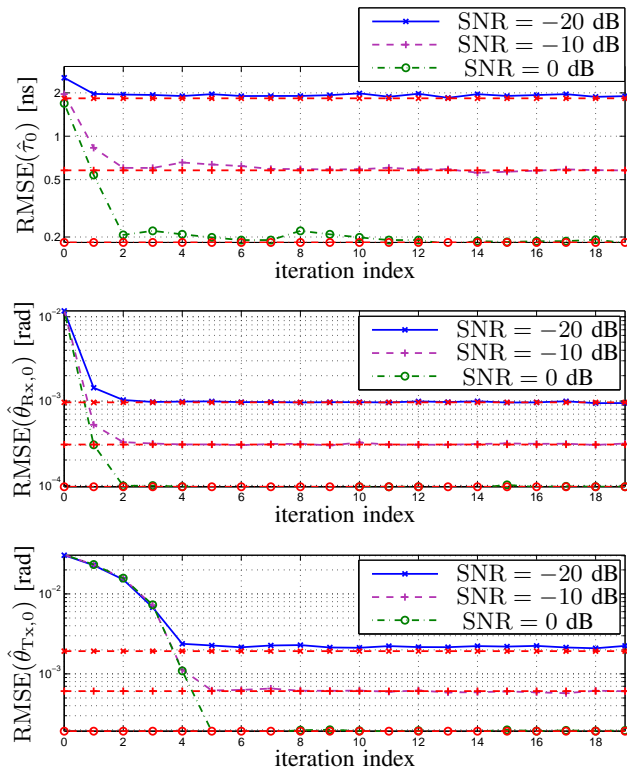 SNR = −20 dB
SNR = −10 dB
SNR = 0 dB
RMSE(τ̂₀) [ns]
2
1
0.5
0.2
0 2 4 6 8 10 12 14 16 18
iteration index
SNR = −20 dB
SNR = −10 dB
SNR = 0 dB
RMSE(θ̂_{Rx,0}) [rad]
10⁻²
10⁻³
10⁻⁴
0 2 4 6 8 10 12 14 16 18
iteration index
SNR = −20 dB
SNR = −10 dB
SNR = 0 dB
RMSE(θ̂_{Tx,0}) [rad]
10⁻²
10⁻³
0 2 4 6 8 10 12 14 16 18
iteration index